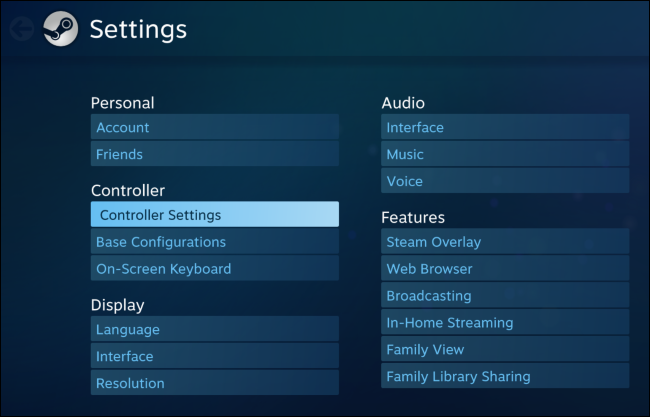 Settings
Personal
Account
Friends
Controller
Controller Settings
Base Configurations
On-Screen Keyboard
Display
Language
Interface
Resolution
Audio
Interface
Music
Voice
Features
Steam Overlay
Web Browser
Broadcasting
In-Home Streaming
Family View
Family Library Sharing